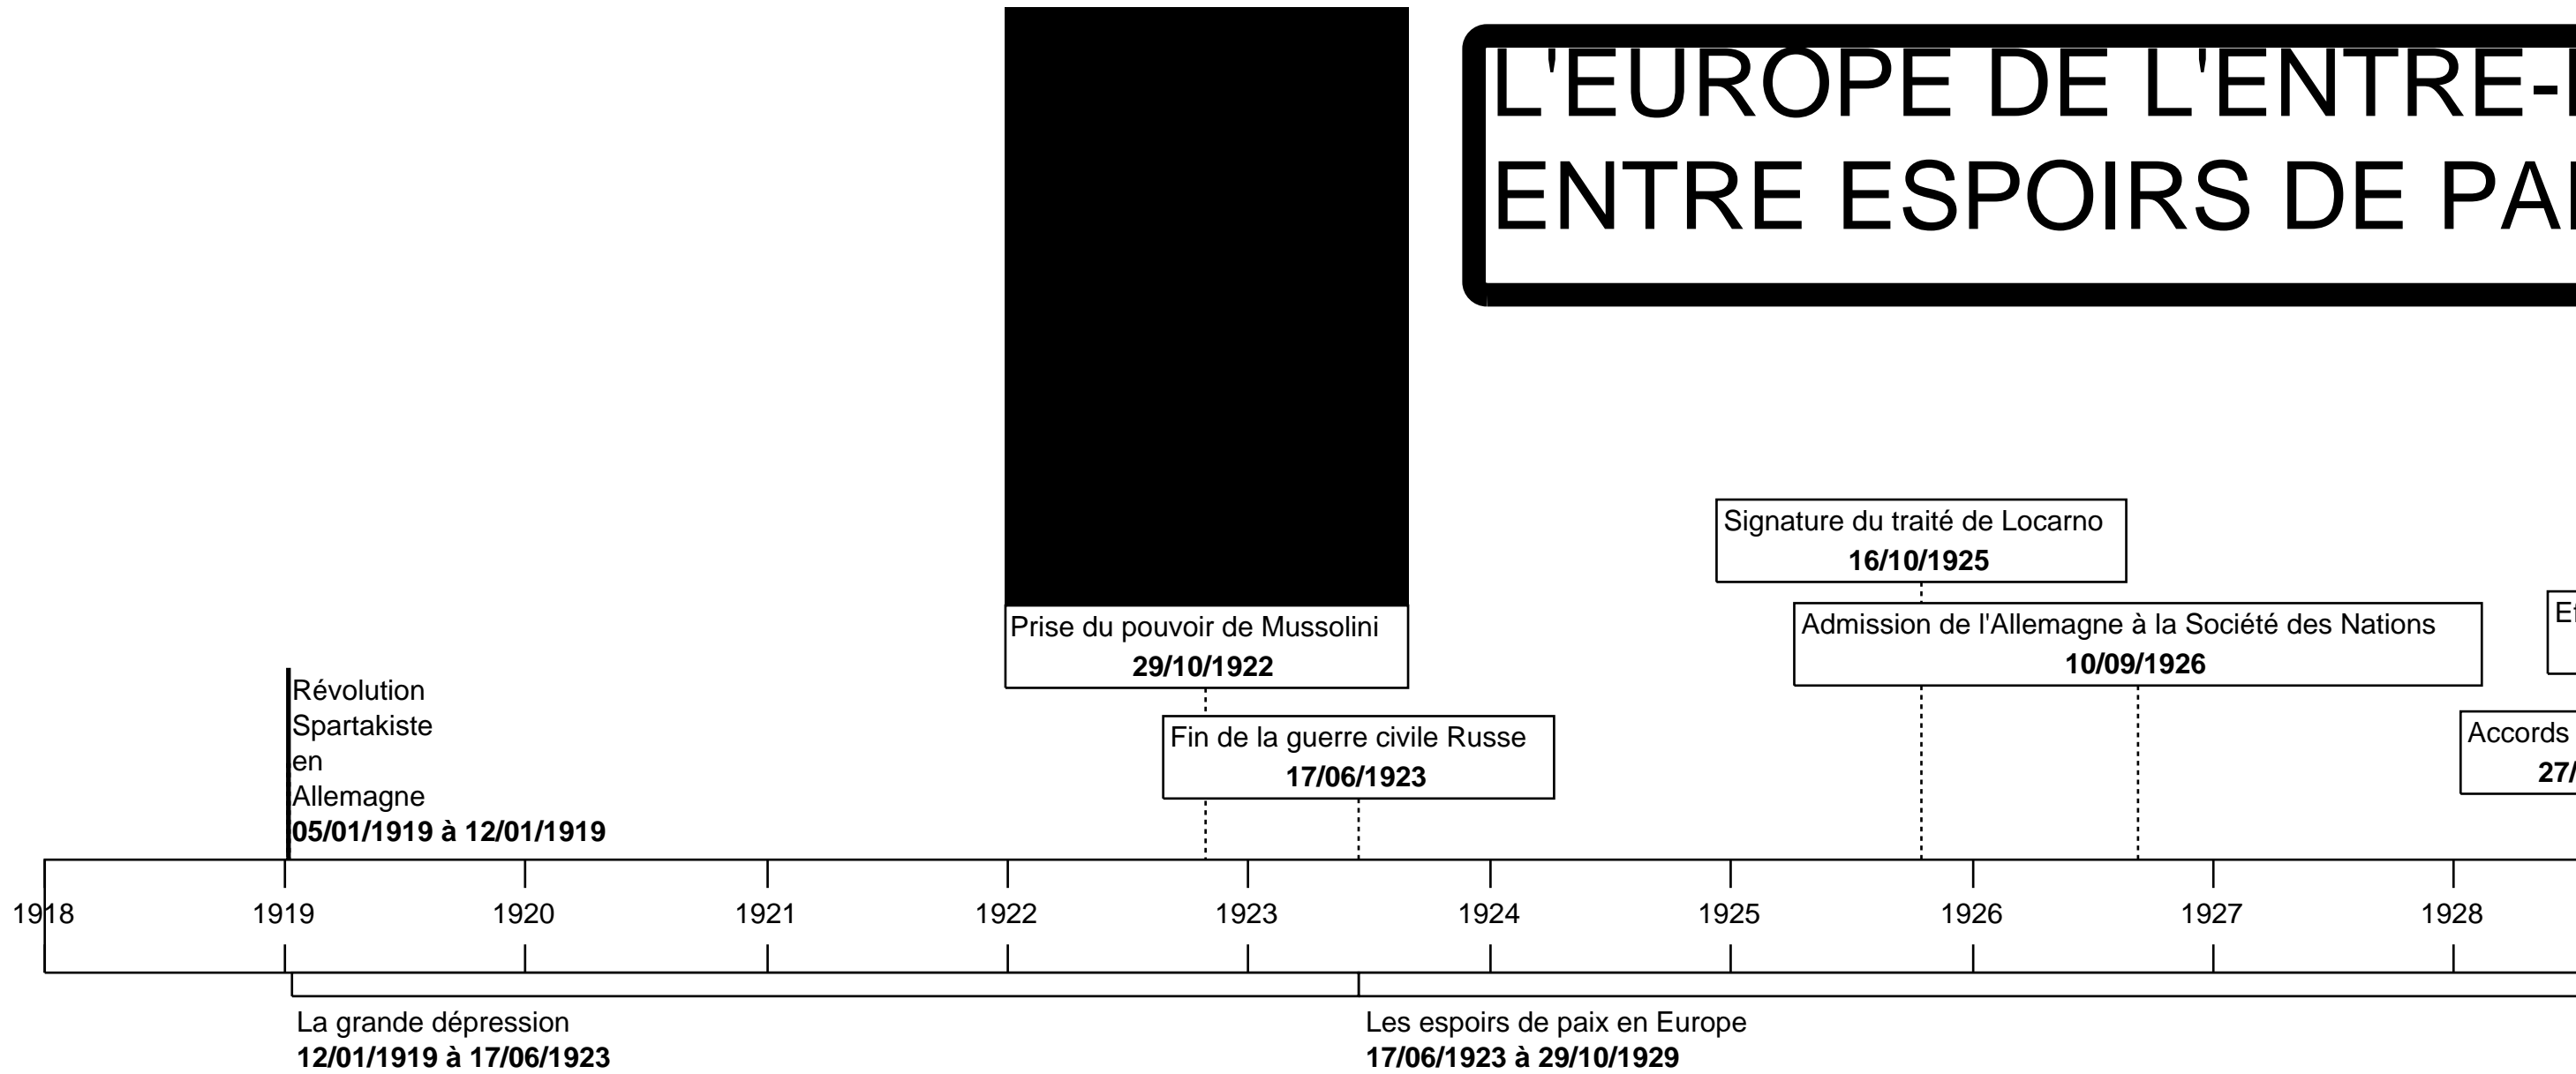 L'EUROPE DE L'ENTRE-
ENTRE ESPOIRS DE
Signature du traité de Locarno
16/10/1925
Prise du pouvoir de Mussolini
29/10/1922
Admission de l'Allemagne à la Société des Nations
10/09/1926
Révolution
Spartakiste
en
Allemagne
05/01/1919 à 12/01/1919
Fin de la guerre civile Russe
17/06/1923
Accords
27/
1918 1919 1920 1921 1922 1923 1924 1925 1926 1927 1928
La grande dépression
12/01/1919 à 17/06/1923
Les espoirs de paix en Europe
17/06/1923 à 29/10/1929